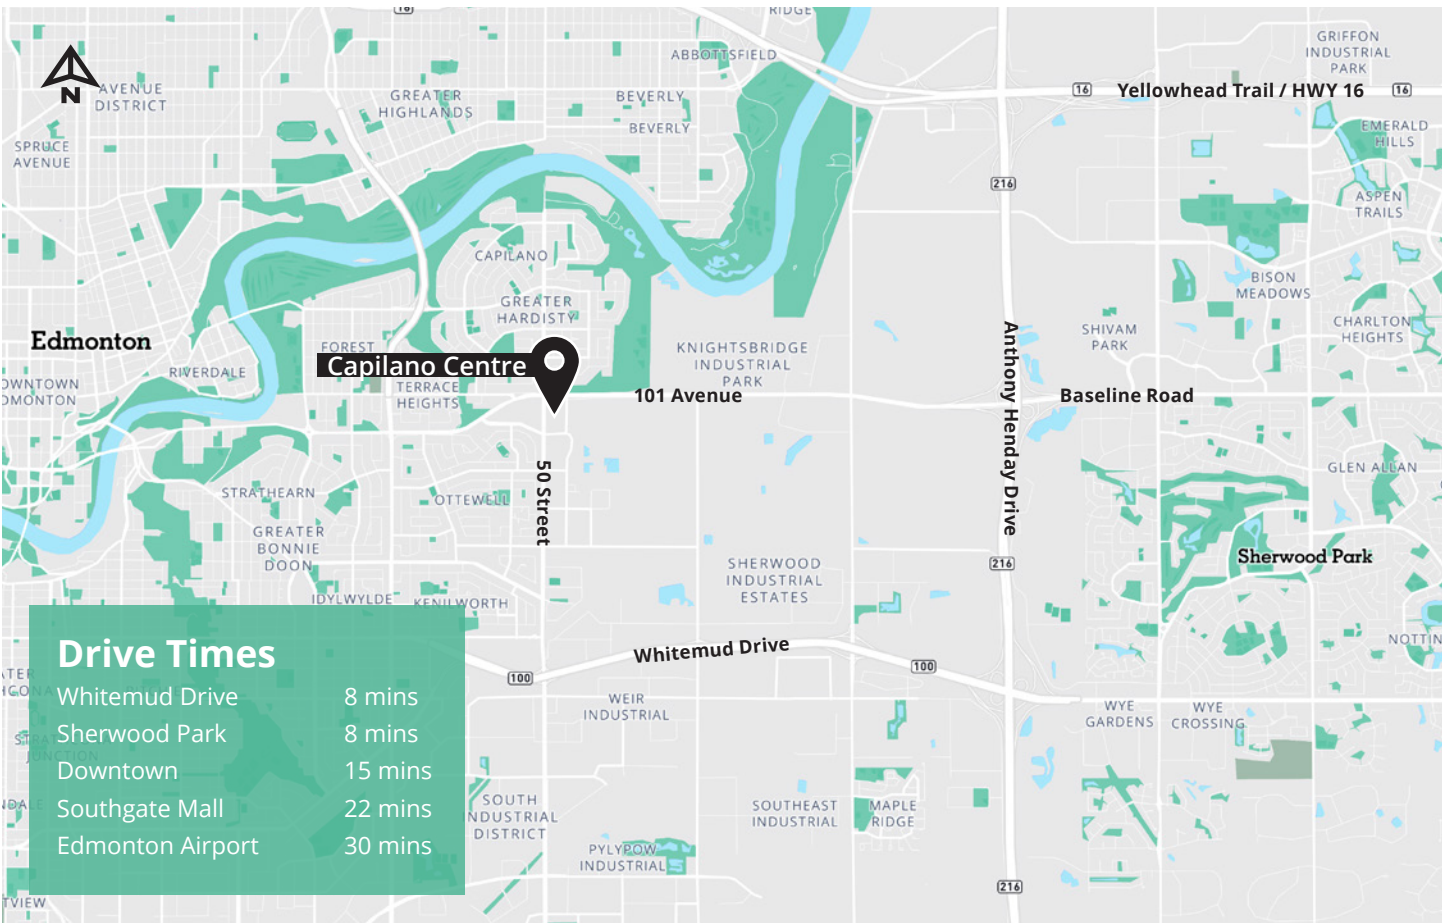 16
RIDGE
ABBOTTSFIELD
GRIFFON
INDUSTRIAL
PARK
N
AVENUE
DISTRICT
GREATER
HIGHLANDS
BEVERLY
BEVERLY
16
Yellowhead Trail / HWY 16
16
EMERALD
HILLS
SPRUCE
AVENUE
216
ASPEN
TRAILS
CAPILANO
BISON
MEADOWS
GREATER
HARDISTY
Edmonton
FOREST
KNIGHTSBRIDGE
INDUSTRIAL
PARK
SHIVAM
PARK
CHARLTON
HEIGHTS
Capilano Centre
RIVERDALE
OWNTOWN
DMONTON
TERRACE
HEIGHTS
101 Avenue
Anthony Henday Drive
Baseline Road
50 Street
STRATHEARN
OTTEWELL
GLEN ALLAN
GREATER
BONNIE
DOON
SHERWOOD
INDUSTRIAL
ESTATES
216
Sherwood Park
IDYLWYLDE
KENILWORTH
Whitemud Drive
NOTTIN
100
100
WEIR
INDUSTRIAL
WYE
GARDENS
WYE
CROSSING
Drive Times
Whitemud Drive 8 mins
Sherwood Park 8 mins
Downtown 15 mins
Southgate Mall 22 mins
Edmonton Airport 30 mins
SOUTH
NDUSTRIAL
DISTRICT
SOUTHEAST
INDUSTRIAL
MAPLE
RIDGE
PYLYPOW
INDUSTRIAL
216
TVIEW